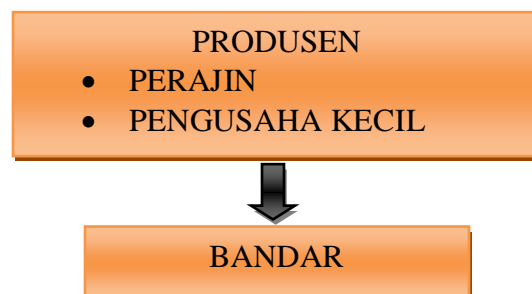 PRODUSEN
• PERAJIN
• PENGUSAHA KECIL
BANDAR